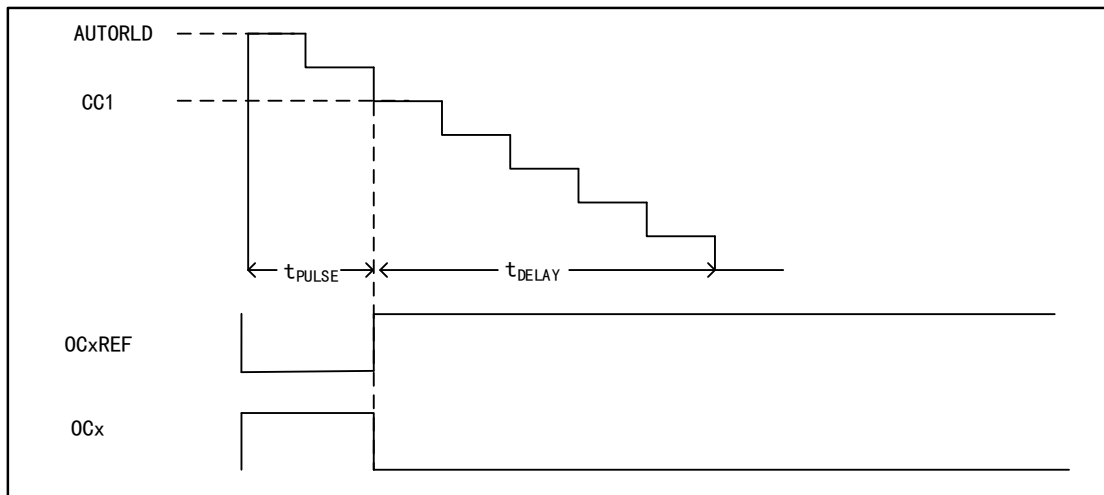 AUTORLD
CC1
tPULSE
tDELAY
OCxREF
OCx